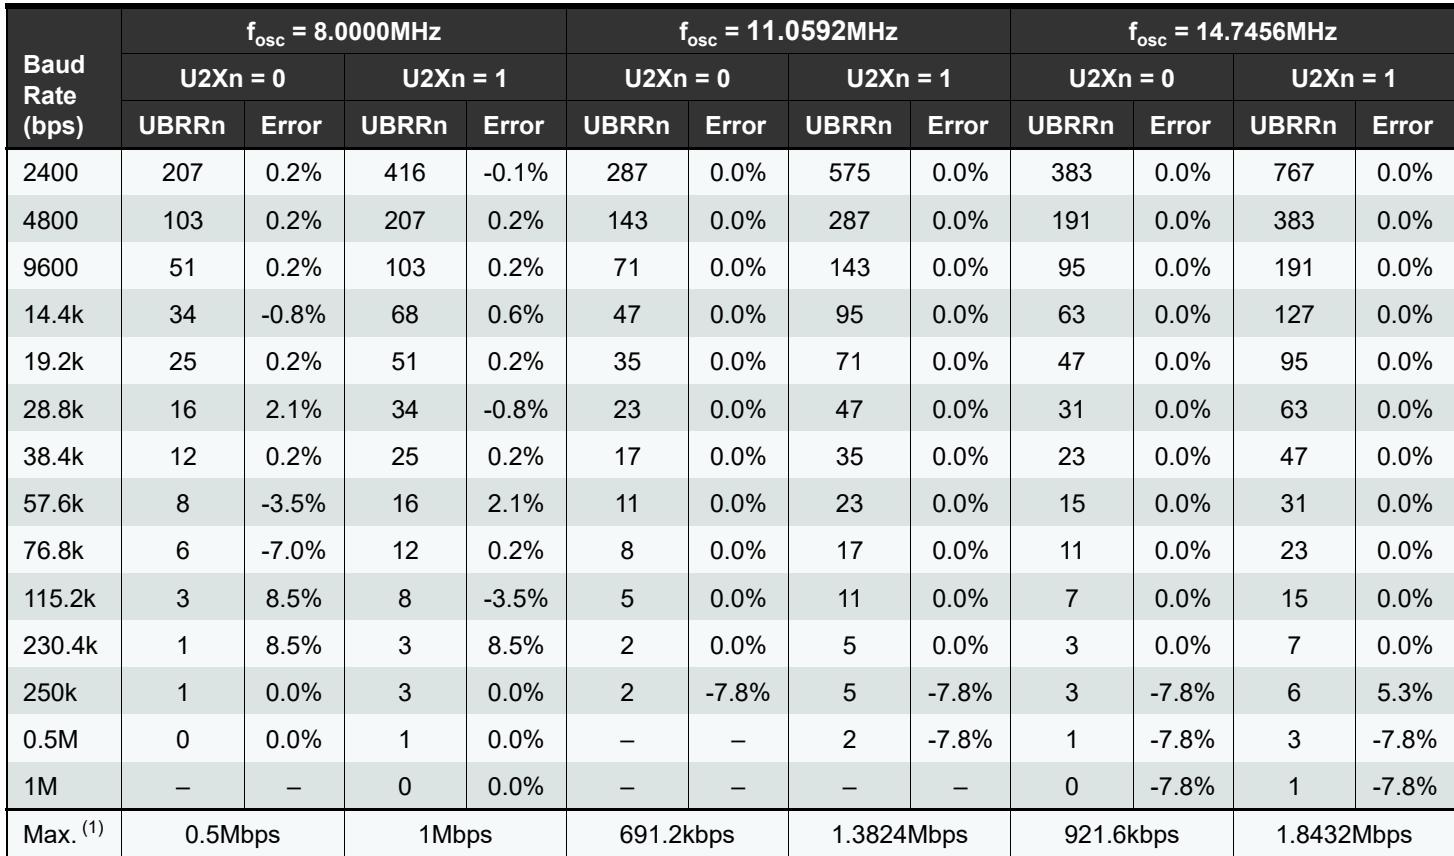 fosc = 8.0000MHz fosc = 11.0592MHz fosc = 14.7456MHz
Baud Rate (bps) U2Xn = 0 U2Xn = 1 U2Xn = 0 U2Xn = 1 U2Xn = 0 U2Xn = 1
UBRRn Error UBRRn Error UBRRn Error UBRRn Error UBRRn Error UBRRn Error
2400 207 0.2% 416 -0.1% 287 0.0% 575 0.0% 383 0.0% 767 0.0%
4800 103 0.2% 207 0.2% 143 0.0% 287 0.0% 191 0.0% 383 0.0%
9600 51 0.2% 103 0.2% 71 0.0% 143 0.0% 95 0.0% 191 0.0%
14.4k 34 -0.8% 68 0.6% 47 0.0% 95 0.0% 63 0.0% 127 0.0%
19.2k 25 0.2% 51 0.2% 35 0.0% 71 0.0% 47 0.0% 95 0.0%
28.8k 16 2.1% 34 -0.8% 23 0.0% 47 0.0% 31 0.0% 63 0.0%
38.4k 12 0.2% 25 0.2% 17 0.0% 35 0.0% 23 0.0% 47 0.0%
57.6k 8 -3.5% 16 2.1% 11 0.0% 23 0.0% 15 0.0% 31 0.0%
76.8k 6 -7.0% 12 0.2% 8 0.0% 17 0.0% 11 0.0% 23 0.0%
115.2k 3 8.5% 8 -3.5% 5 0.0% 11 0.0% 7 0.0% 15 0.0%
230.4k 1 8.5% 3 8.5% 2 0.0% 5 0.0% 3 0.0% 7 0.0%
250k 1 0.0% 3 0.0% 2 -7.8% 5 -7.8% 3 -7.8% 6 5.3%
0.5M 0 0.0% 1 0.0% – – 2 -7.8% 1 -7.8% 3 -7.8%
1M – – 0 0.0% – – – – 0 -7.8% 1 -7.8%
Max. (1) 0.5Mbps 1Mbps 691.2kbps 1.3824Mbps 921.6kbps 1.8432Mbps